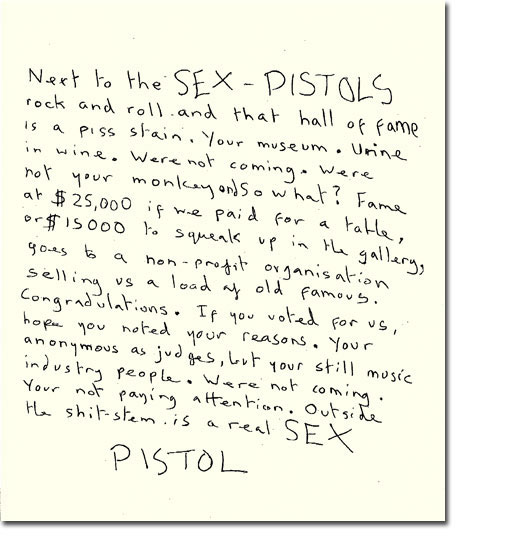 Next to the SEX-PISTOLS
rock and roll.and that hall of fame
is a piss stain. Your museum. Urine
in wine. Were not coming. Were
not your monkey and so what? Fame
at $25,000 if we paid for a table,
or $15000 to squeak up in the gallery,
goes to a non-profit organisation
selling us a load of old famous.
Congradulations. If you voted for us,
hope you noted your reasons. Your
anonymous as judges, but your still music
industry people. Were not coming.
Your not paying attention. Outside
the shit-stem.is a real SEX
PISTOL